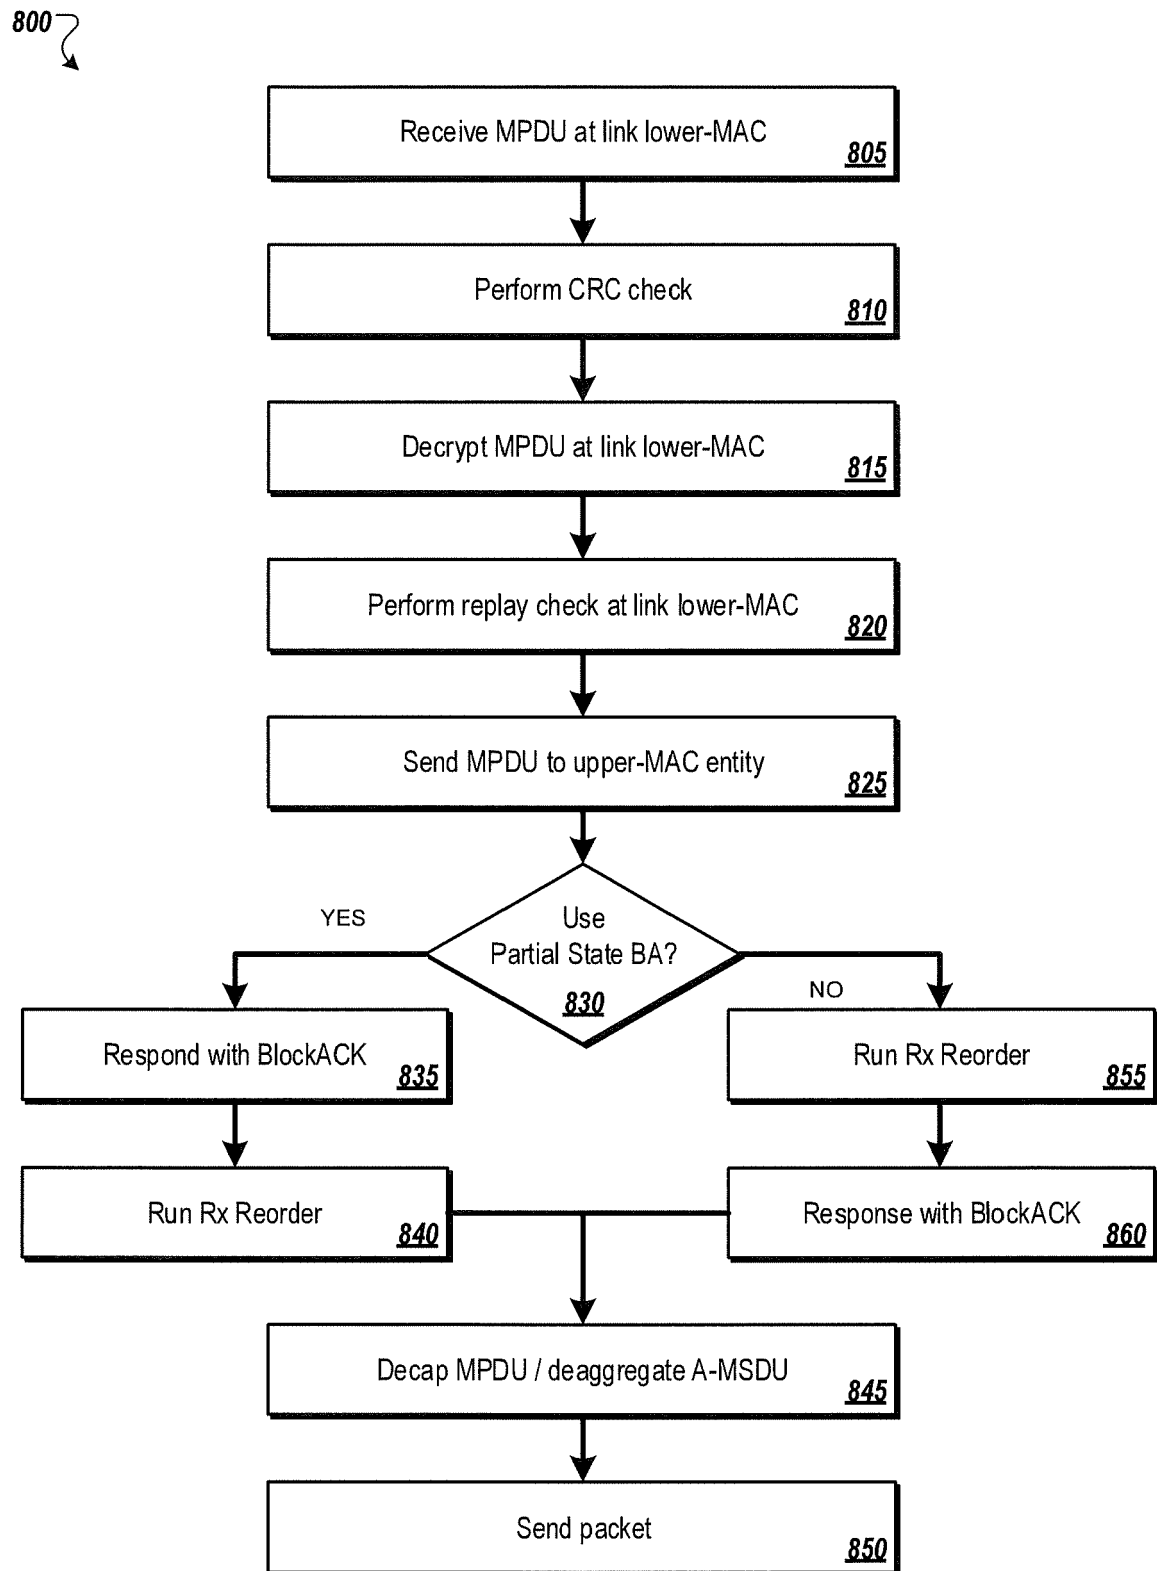 800
Receive MPDU at link lower-MAC
805
Perform CRC check
810
Decrypt MPDU at link lower-MAC
815
Perform replay check at link lower-MAC
820
Send MPDU to upper-MAC entity
825
Use
Partial State BA?
830
YES
NO
Respond with BlockACK
835
Run Rx Reorder
855
Run Rx Reorder
840
Response with BlockACK
860
Decap MPDU / deaggregate A-MSDU
845
Send packet
850